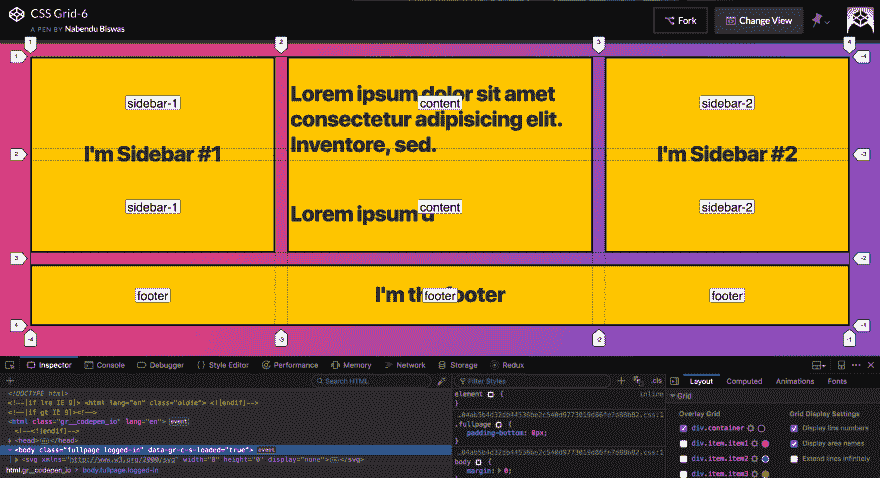 CSS Grid-6
A PEN BY Nabendu Biswas
Fork
Change View
1 2 3 4
1 -4
sidebar-1 content sidebar-2
Lorem ipsum dolor sit amet
consectetur adipisicing elit.
Inventore, sed.
2 -3
I'm Sidebar #1
I'm Sidebar #2
sidebar-1 content sidebar-2
Lorem ipsum d
3 -2
footer footer footer
I'm the footer
4 -1
-4 -3 -2 -1
Inspector Console Debugger Style Editor Performance Memory Network Storage Redux
Search HTML
Filter Styles
.cls
Layout Computed Animations Fonts
<!DOCTYPE html>
<!--[if lte IE 9]> <html lang="en" class="oldie"> <![endif]-->
<!--[if gt IE 9]><!-->
<html class="gr__codepen_io" lang="en"> event
<!--<![endif]-->
<head></head>
<body class="fullpage logged-in" data-gr-c-s-loaded="true"> event
<svg xmlns="http://www.w3.org/2000/svg" width="0" height="0" display="none"></svg>
html.gr__codepen_io body.fullpage.logged-in
element {
inline
}
.fullpage {
padding-bottom: 0px;
}
body {
margin: 0;
Grid
Overlay Grid
div.container
div.item.item1
div.item.item2
div.item.item3
Grid Display Settings
Display line numbers
Display area names
Extend lines infinitely